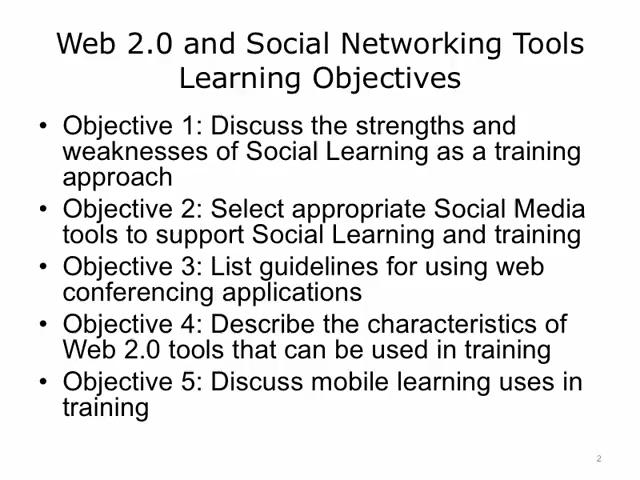 Web 2.0 and Social Networking Tools
Learning Objectives
• Objective 1: Discuss the strengths and
weaknesses of Social Learning as a training
approach
• Objective 2: Select appropriate Social Media
tools to support Social Learning and training
• Objective 3: List guidelines for using web
conferencing applications
• Objective 4: Describe the characteristics of
Web 2.0 tools that can be used in training
• Objective 5: Discuss mobile learning uses in
training
2